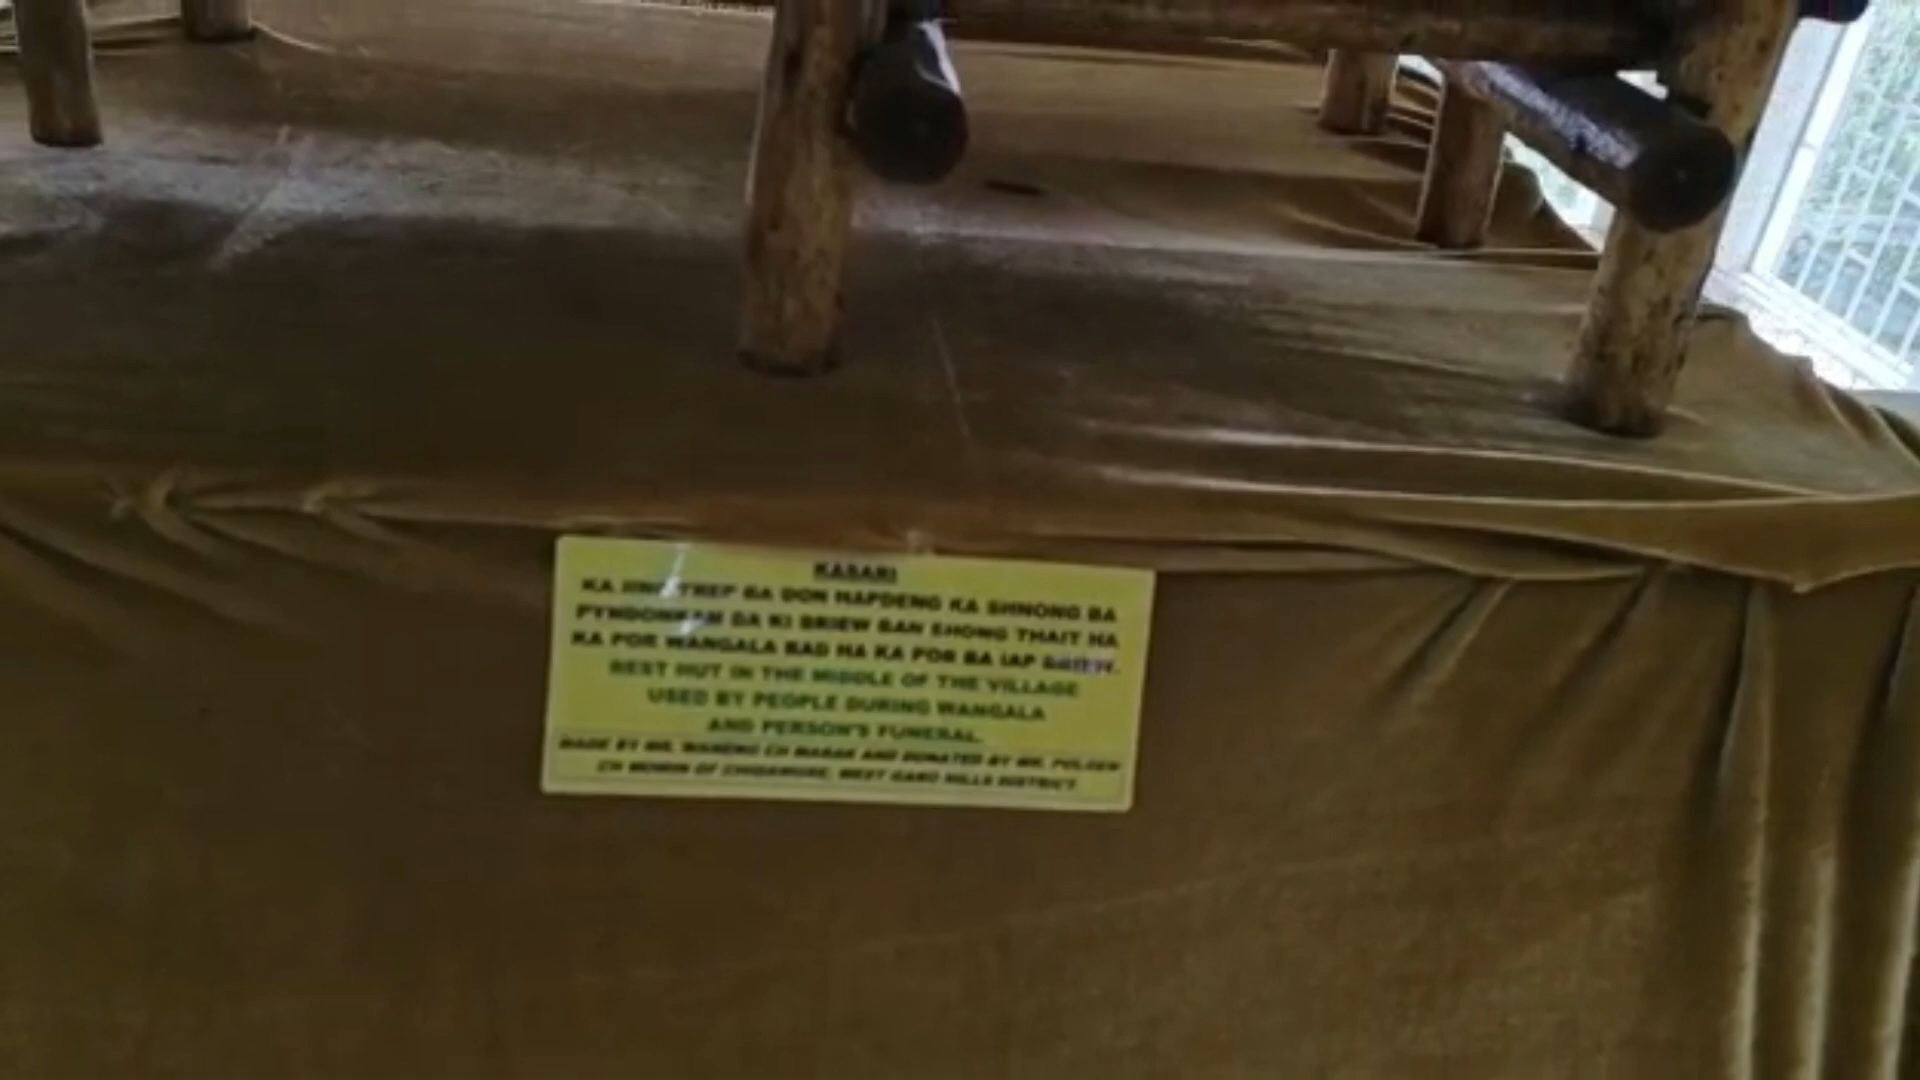 KASARI
KA TREP BA DON HAPDENG KA SHNONG BA
PYNDONKAM DA KI BRIEW BAN SHONG THAIT HA
KA POR WANGALA BAD HA KA POR BA IAP BRIEW.
REST HUT IN THE MIDDLE OF THE VILLAGE
USED BY PEOPLE DURING WANGALA
AND PERSON'S FUNERAL.
MADE BY MR. CH MARAK AND DONATED BY MR.
CH MOMIN OF WEST GARO HILLS DISTRICT.